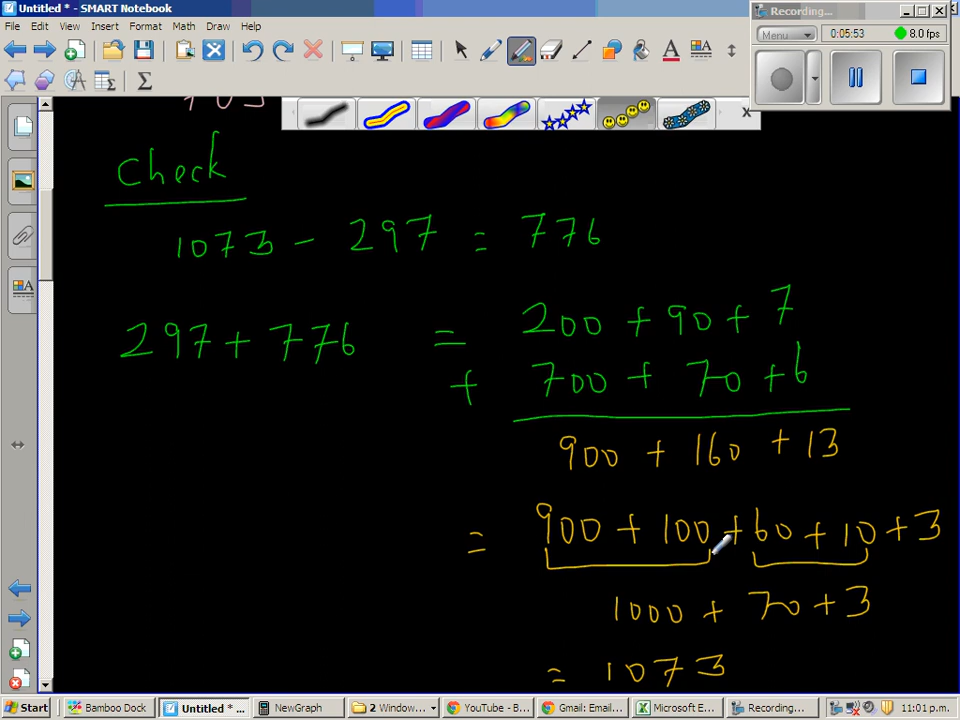 Untitled * - SMART Notebook
File Edit View Insert Format Math Draw Help
Recording...
Menu
0:05:53
8.0 fps
Check
1073 - 297 = 776
297 + 776 = 200 + 90 + 7
+ 700 + 70 + 6
900 + 160 + 13
= 900 + 100 + 60 + 10 + 3
1000 + 70 + 3
= 1073
Start
Bamboo Dock
Untitled * ...
NewGraph
2 Window...
YouTube - B...
Gmail: Email...
Microsoft E...
Recording...
11:01 p.m.